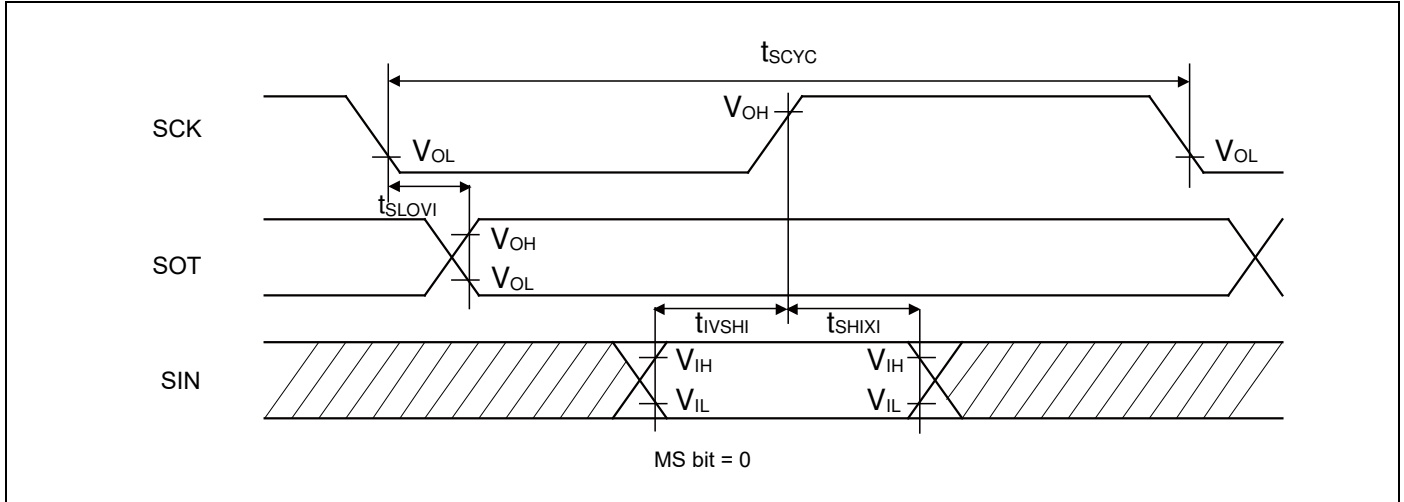 tSCYC
SCK
VOH
VOL
VOL
tSLOVI
SOT
VOH
VOL
tIVSHI
tSHIXI
SIN
VIH
VIH
VIL
VIL
MS bit = 0